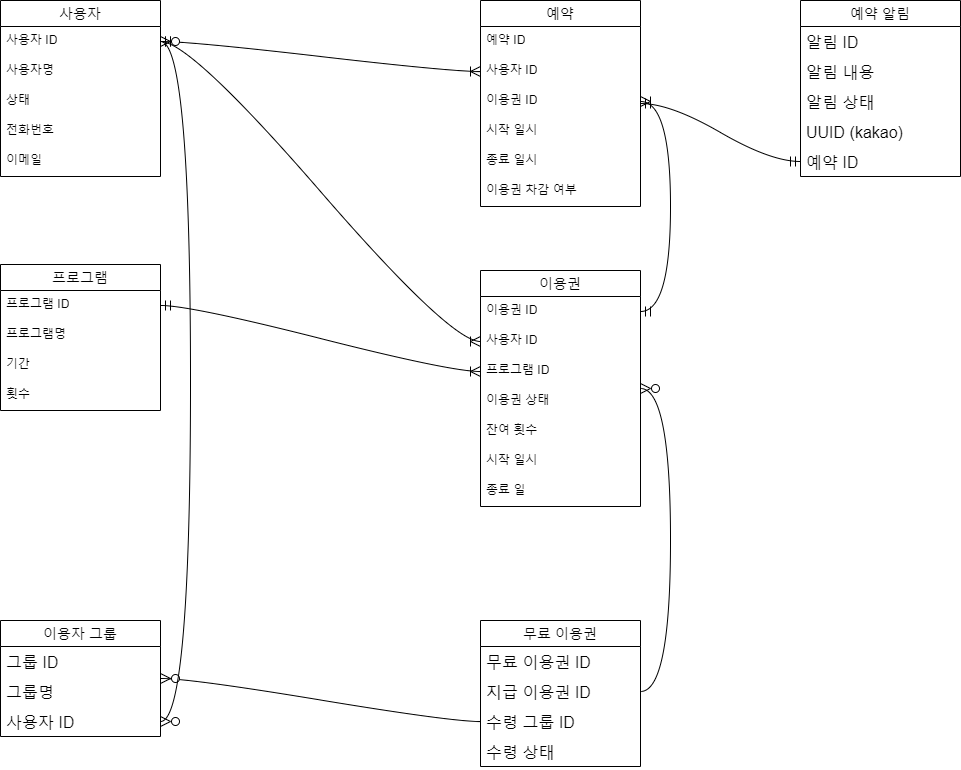 사용자
사용자 ID
사용자명
상태
전화번호
이메일
예약
예약 ID
사용자 ID
이용권 ID
시작 일시
종료 일시
이용권 차감 여부
예약 알림
알림 ID
알림 내용
알림 상태
UUID (kakao)
예약 ID
프로그램
프로그램 ID
프로그램명
기간
횟수
이용권
이용권 ID
사용자 ID
프로그램 ID
이용권 상태
잔여 횟수
시작 일시
종료 일
이용자 그룹
그룹 ID
그룹명
사용자 ID
무료 이용권
무료 이용권 ID
지급 이용권 ID
수령 그룹 ID
수령 상태